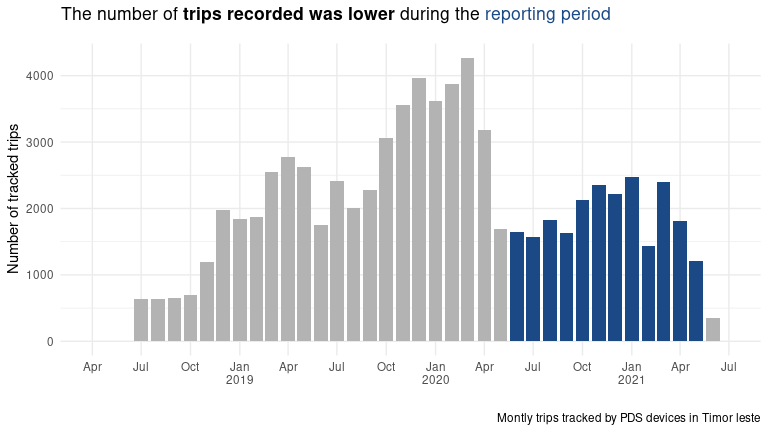 The number of trips recorded was lower during the reporting period
Number of tracked trips
4000
3000
2000
1000
0
Apr Jul Oct Jan Apr Jul Oct Jan Apr Jul Oct Jan Apr Jul
2019 2020 2021
Montly trips tracked by PDS devices in Timor leste